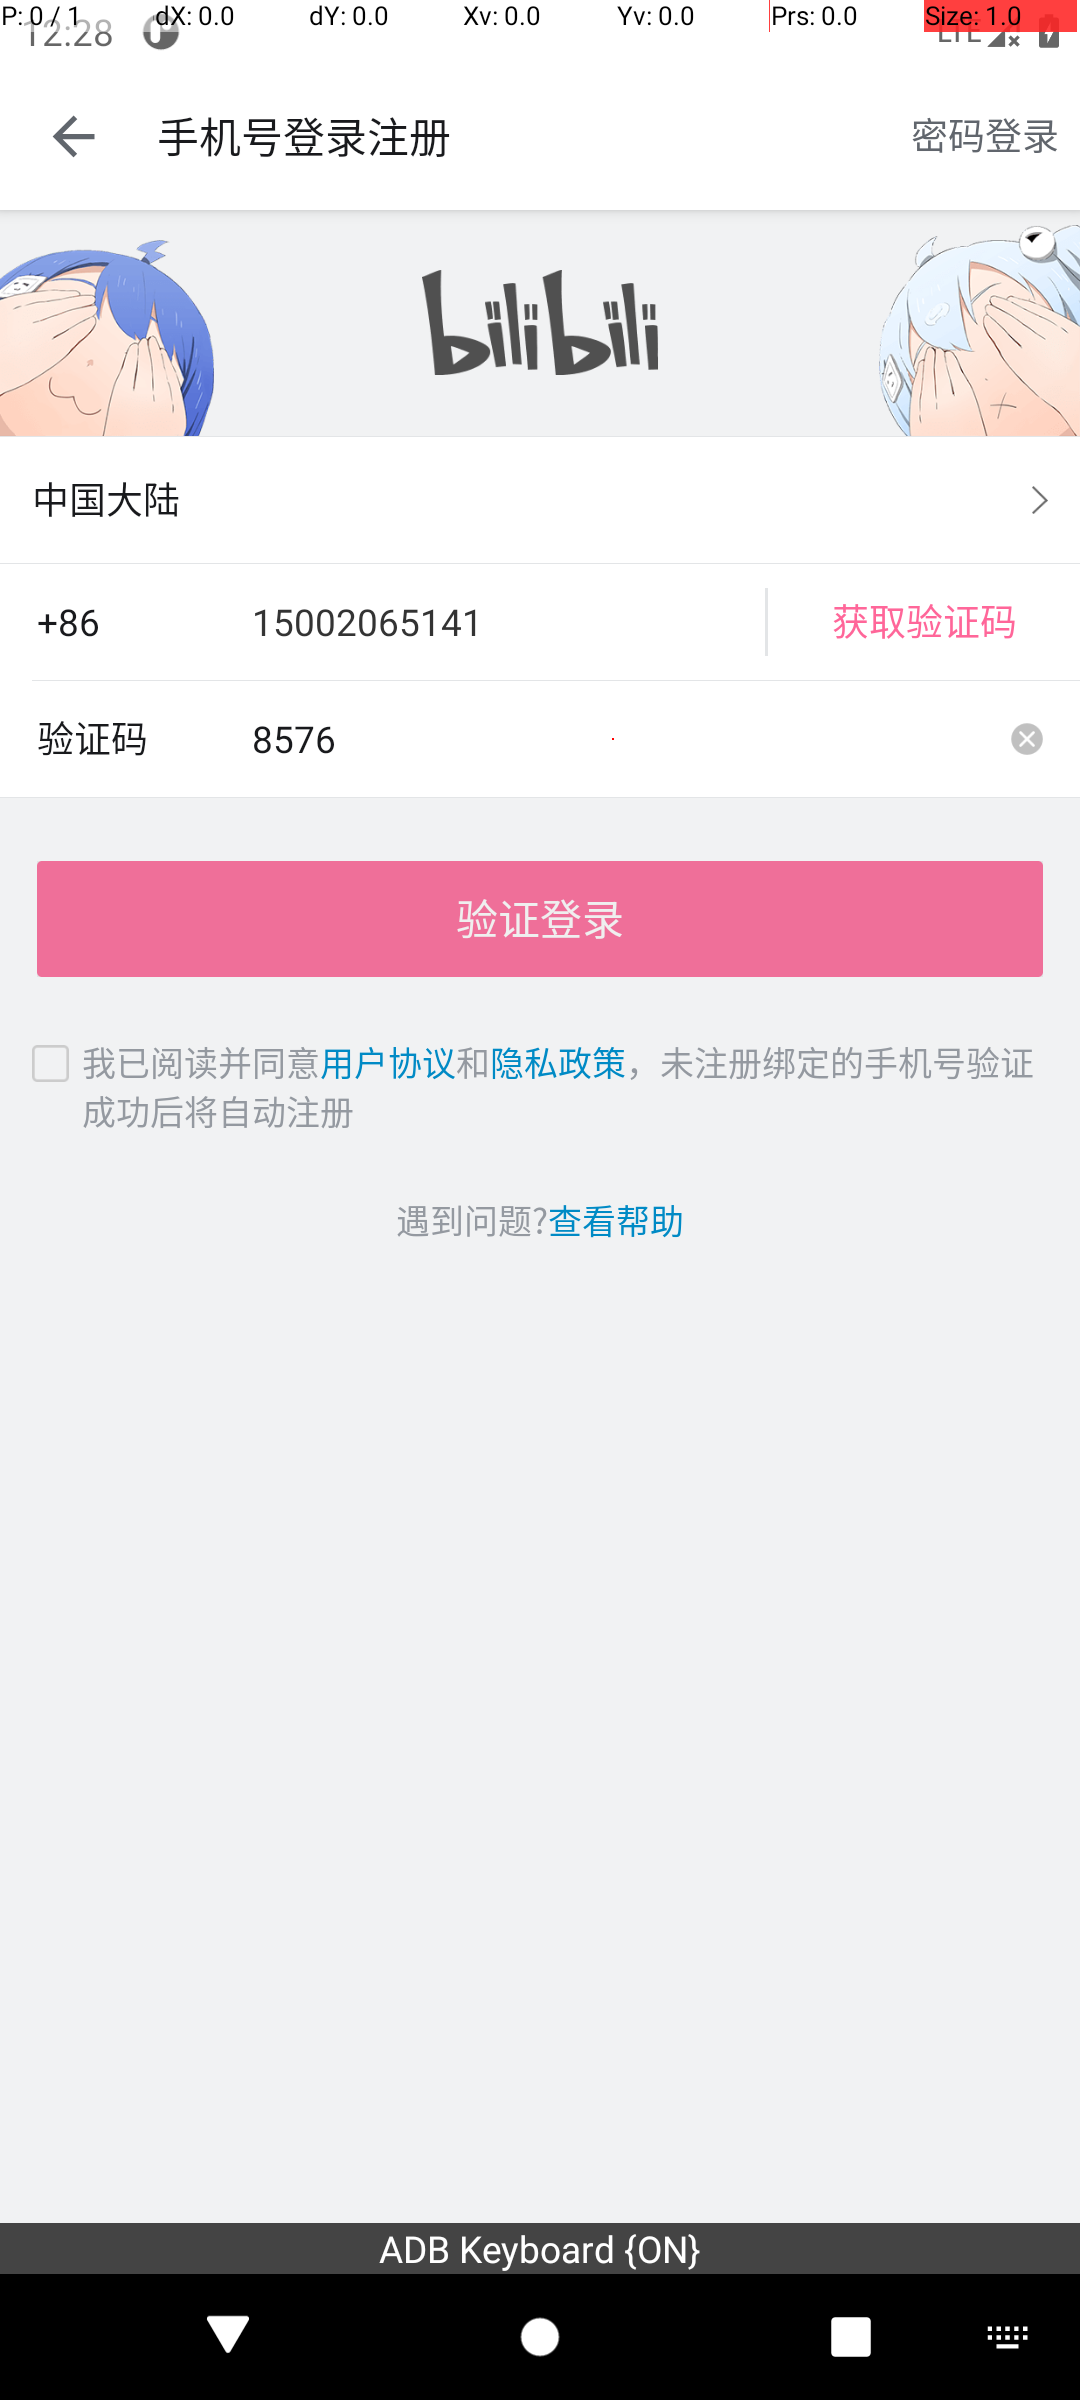 P: 0 / 1 dX: 0.0 dY: 0.0 Xv: 0.0 Yv: 0.0 Prs: 0.0 Size: 1.0
12:28 LTE
手机号登录注册 密码登录
bilibili
中国大陆
+86 15002065141 获取验证码
验证码 8576
验证登录
我已阅读并同意用户协议和隐私政策，未注册绑定的手机号验证
成功后将自动注册
遇到问题?查看帮助
ADB Keyboard {ON}